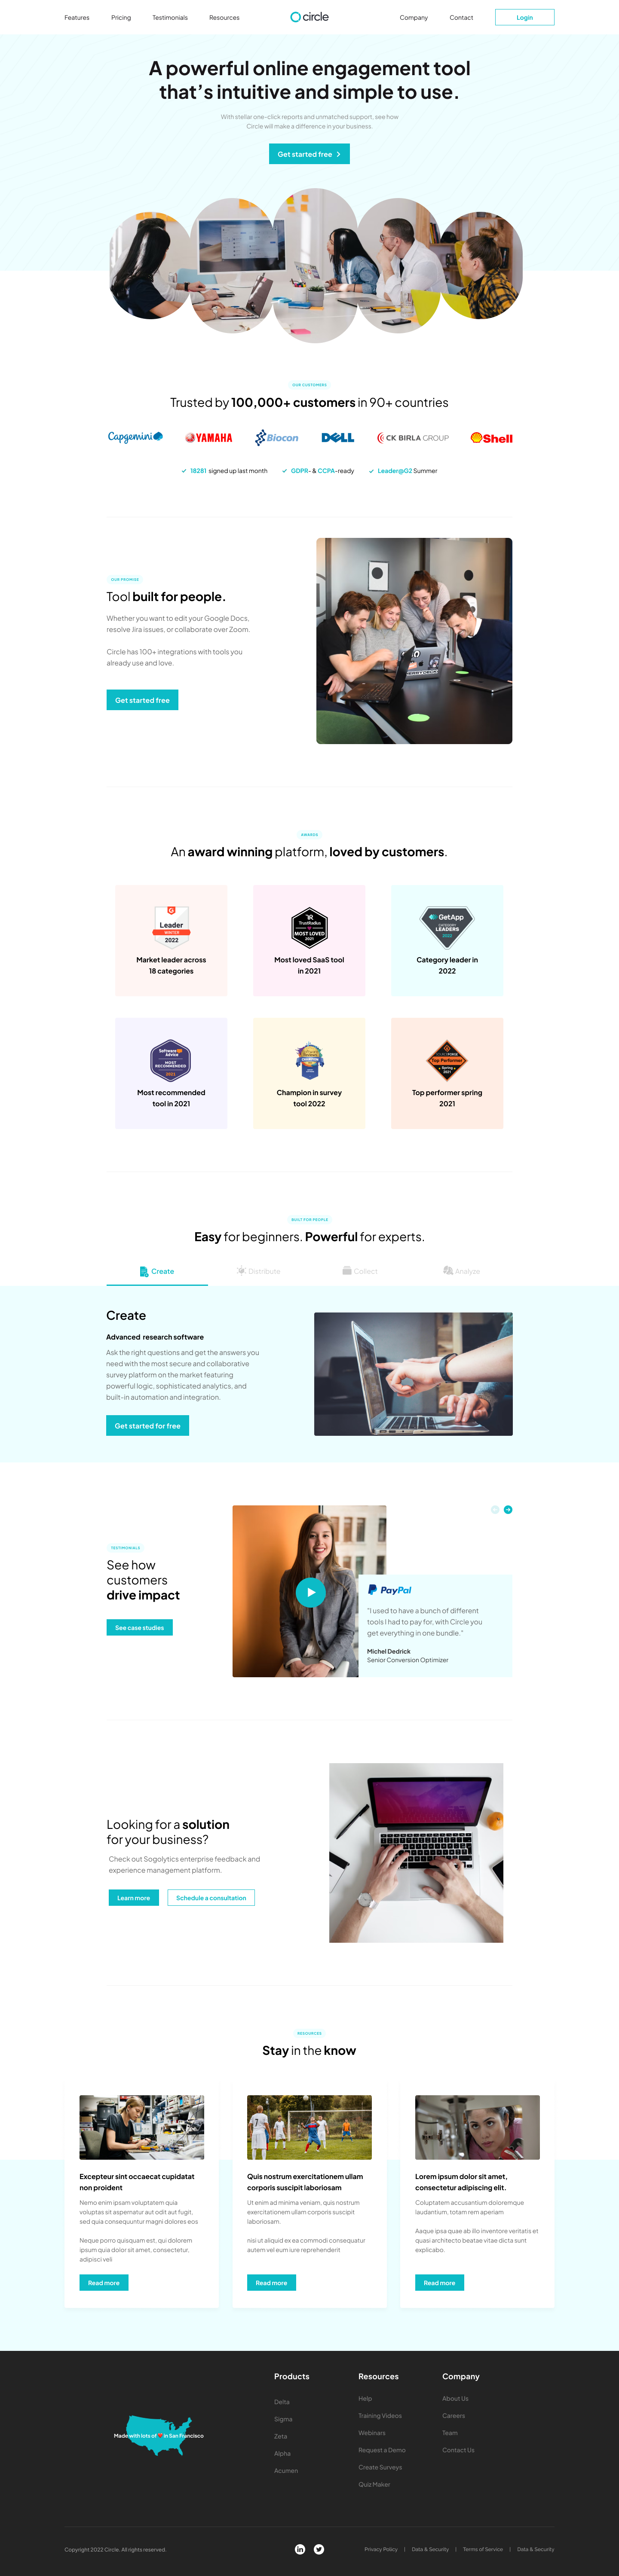 Features
Pricing
Testimonials
Resources
circle
Company
Contact
Login
A powerful online engagement tool
that’s intuitive and simple to use.
With stellar one-click reports and unmatched support, see how
Circle will make a difference in your business.
Get started free
OUR CUSTOMERS
Trusted by 100,000+ customers in 90+ countries
Capgemini
YAMAHA
Biocon
DELL
CK BIRLA GROUP
Shell
18281 signed up last month
GDPR- & CCPA-ready
Leader@G2 Summer
OUR PROMISE
Tool built for people.
Whether you want to edit your Google Docs,
resolve Jira issues, or collaborate over Zoom.
Circle has 100+ integrations with tools you
already use and love.
Get started free
AWARDS
An award winning platform, loved by customers.
Leader
WINTER
2022
Market leader across
18 categories
TrustRadius
MOST LOVED
2021
Most loved SaaS tool
in 2021
GetApp
CATEGORY
LEADERS
2022
Category leader in
2022
Software
Advice
MOST
RECOMMENDED
2021
Most recommended
tool in 2021
CHAMPION
Champion in survey
tool 2022
Top Performer
Spring
2021
Top performer spring
2021
BUILT FOR PEOPLE
Easy for beginners. Powerful for experts.
Create
Distribute
Collect
Analyze
Create
Advanced research software
Ask the right questions and get the answers you
need with the most secure and collaborative
survey platform on the market featuring
powerful logic, sophisticated analytics, and
built-in automation and integration.
Get started for free
TESTIMONIALS
See how
customers
drive impact
See case studies
PayPal
"I used to have a bunch of different
tools I had to pay for, with Circle you
get everything in one bundle."
Michel Dedrick
Senior Conversion Optimizer
Looking for a solution
for your business?
Check out Sogolytics enterprise feedback and
experience management platform.
Learn more
Schedule a consultation
RESOURCES
Stay in the know
Excepteur sint occaecat cupidatat
non proident
Nemo enim ipsam voluptatem quia
voluptas sit aspernatur aut odit aut fugit,
sed quia consequuntur magni dolores eos
Neque porro quisquam est, qui dolorem
ipsum quia dolor sit amet, consectetur,
adipisci veli
Read more
Quis nostrum exercitationem ullam
corporis suscipit laboriosam
Ut enim ad minima veniam, quis nostrum
exercitationem ullam corporis suscipit
laboriosam.
nisi ut aliquid ex ea commodi consequatur
autem vel eum iure reprehenderit
Read more
Lorem ipsum dolor sit amet,
consectetur adipiscing elit.
Coluptatem accusantium doloremque
laudantium, totam rem aperiam
Aaque ipsa quae ab illo inventore veritatis et
quasi architecto beatae vitae dicta sunt
explicabo.
Read more
Made with lots of ❤ in San Francisco
Products
Delta
Sigma
Zeta
Alpha
Acumen
Resources
Help
Training Videos
Webinars
Request a Demo
Create Surveys
Quiz Maker
Company
About Us
Careers
Team
Contact Us
Copyright 2022 Circle. All rights reserved.
Privacy Policy | Data & Security | Terms of Service | Data & Security